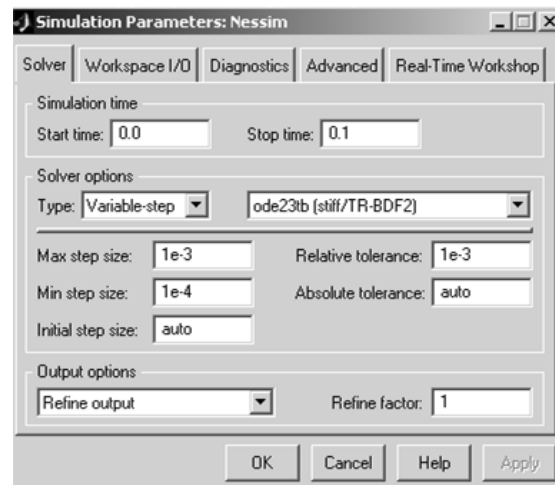 Simulation Parameters: Nessim
Solver Workspace I/O Diagnostics Advanced Real-Time Workshop
Simulation time
Start time: 0.0 Stop time: 0.1
Solver options
Type: Variable-step ode23tb (stiff/TR-BDF2)
Max step size: 1e-3 Relative tolerance: 1e-3
Min step size: 1e-4 Absolute tolerance: auto
Initial step size: auto
Output options
Refine output Refine factor: 1
OK Cancel Help Apply